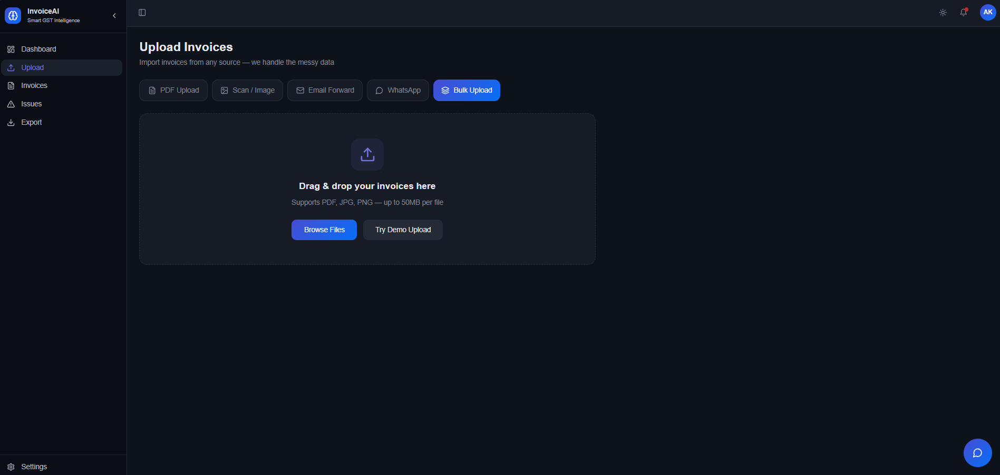 InvoiceAI
Smart GST Intelligence
Dashboard
Upload
Invoices
Issues
Export
Settings
AK
Upload Invoices
Import invoices from any source — we handle the messy data
PDF Upload
Scan / Image
Email Forward
WhatsApp
Bulk Upload
Drag & drop your invoices here
Supports PDF, JPG, PNG — up to 50MB per file
Browse Files
Try Demo Upload